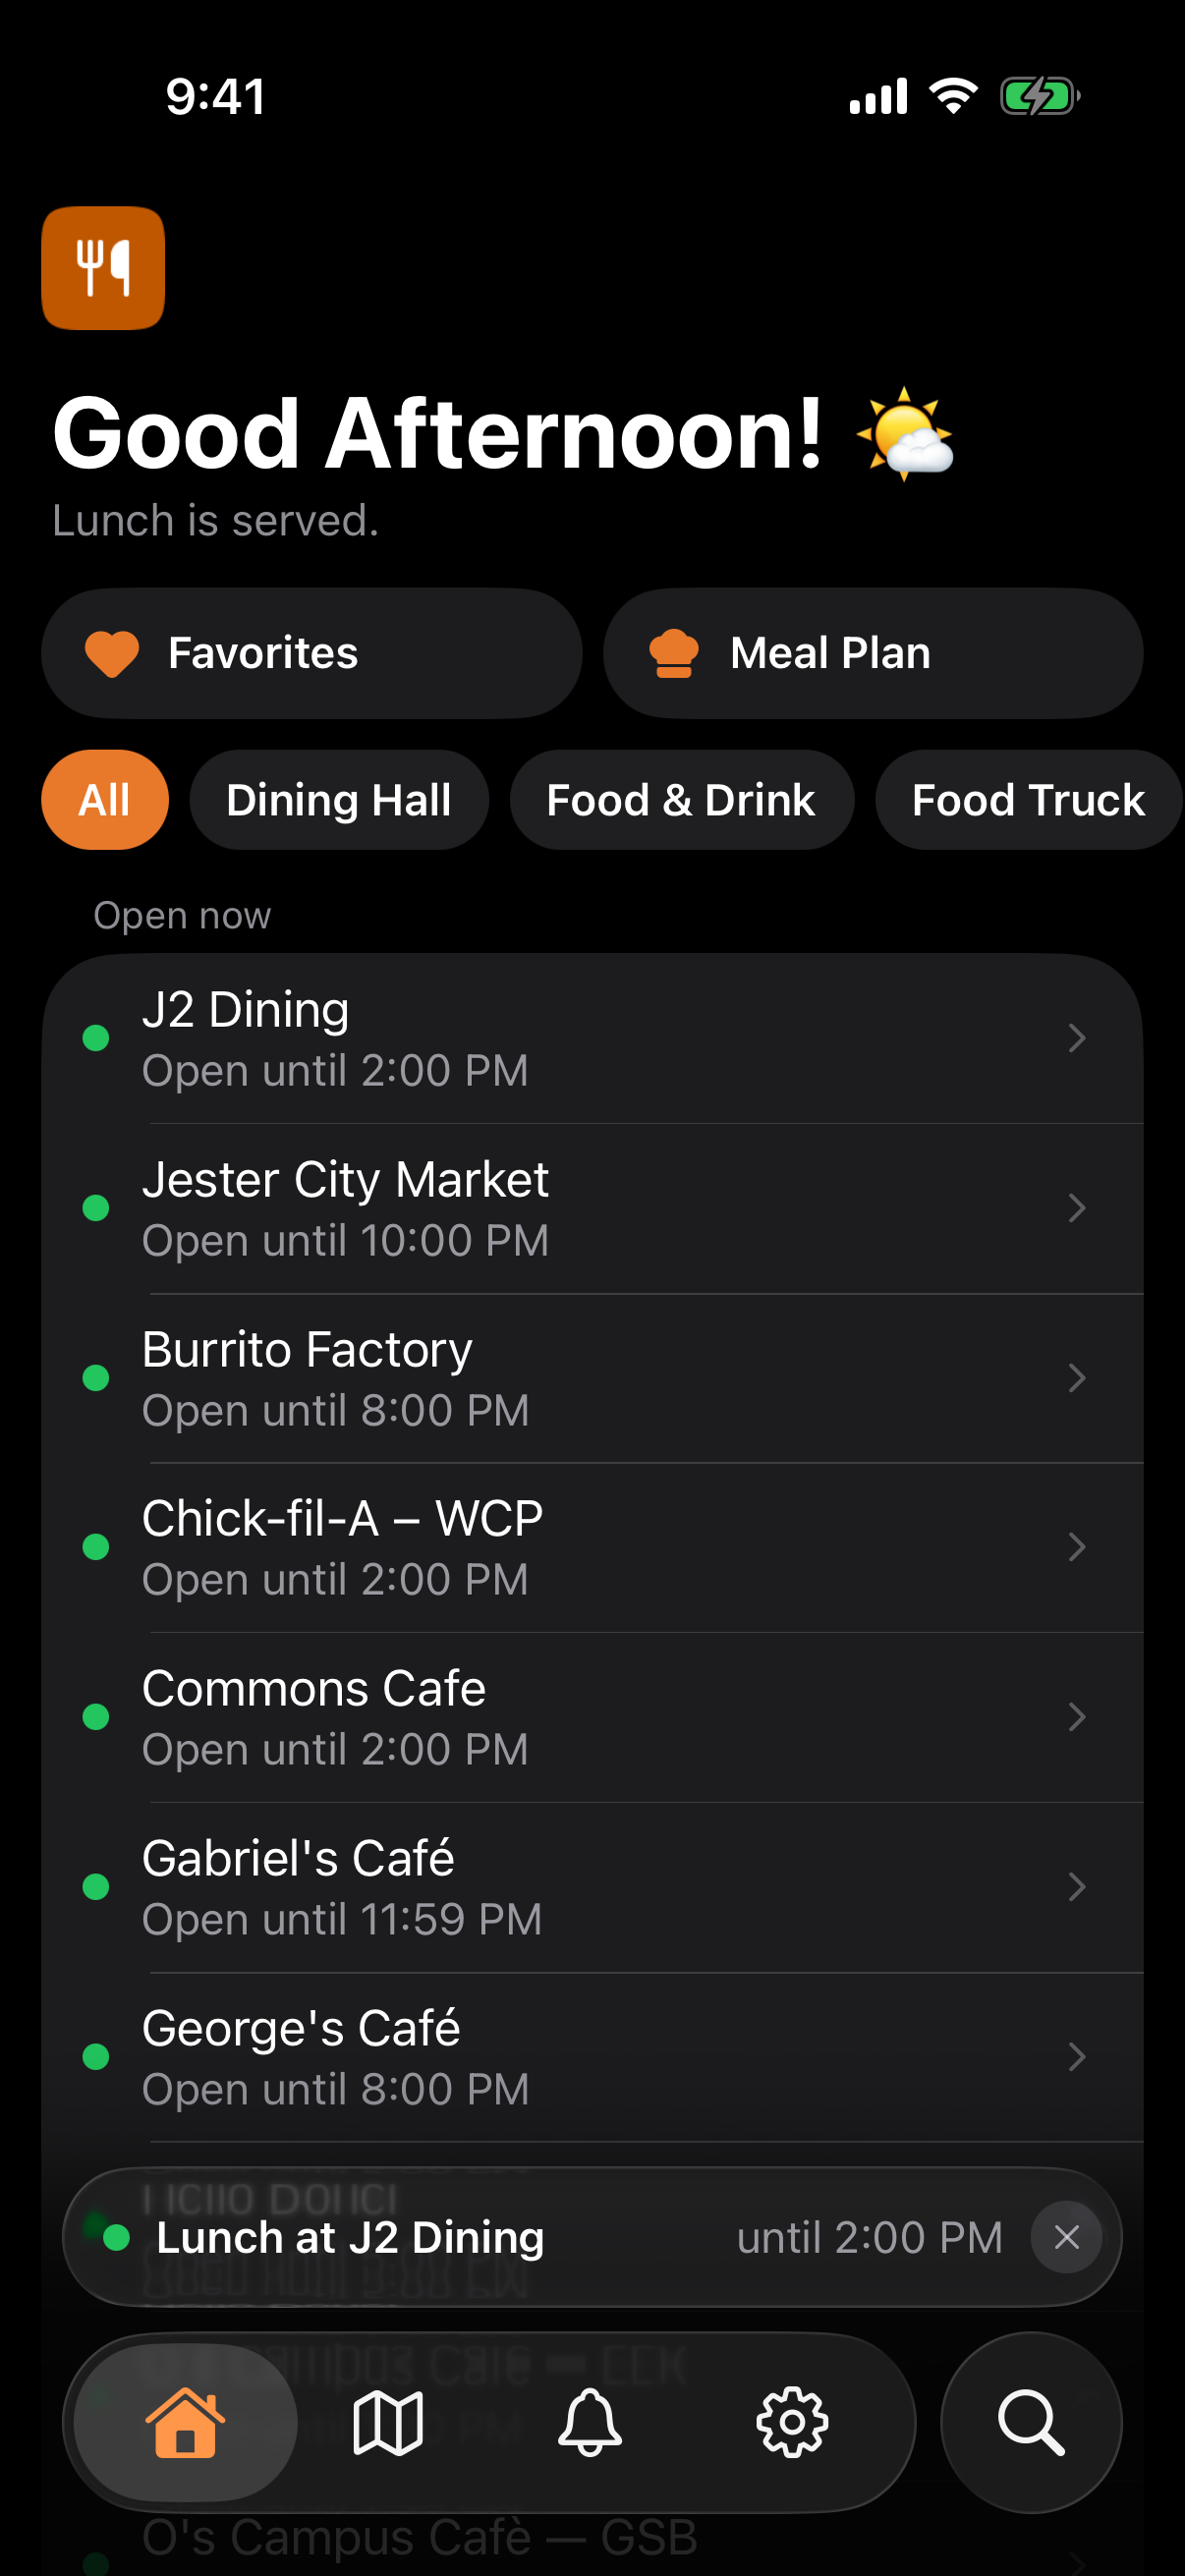 9:41
Good Afternoon! 🌤️
Lunch is served.
Favorites
Meal Plan
All
Dining Hall
Food & Drink
Food Truck
Open now
J2 Dining
Open until 2:00 PM
Jester City Market
Open until 10:00 PM
Burrito Factory
Open until 8:00 PM
Chick-fil-A – WCP
Open until 2:00 PM
Commons Cafe
Open until 2:00 PM
Gabriel's Café
Open until 11:59 PM
George's Café
Open until 8:00 PM
Lunch at J2 Dining
until 2:00 PM
O's Campus Cafè — GSB